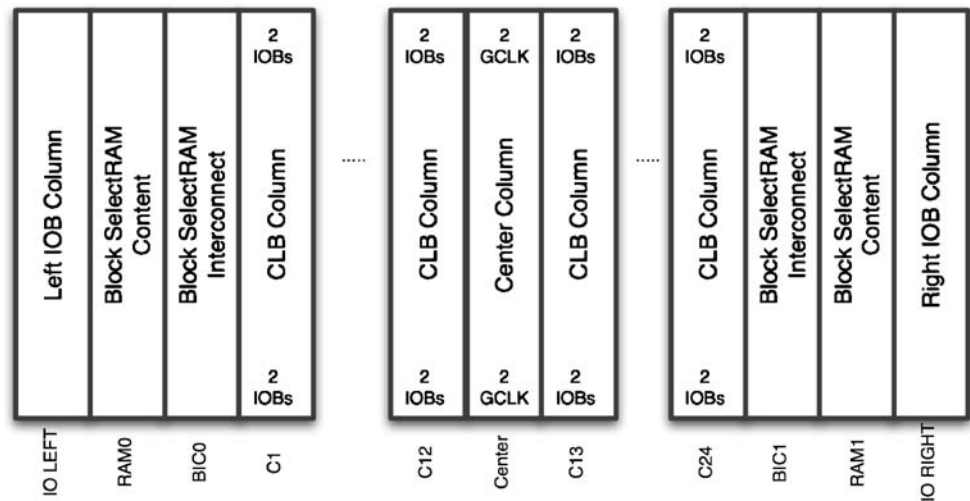 2
IOBs
2
IOBs
2
GCLK
2
IOBs
2
IOBs
Left IOB Column
Block SelectRAM
Content
Block SelectRAM
Interconnect
CLB Column
.....
CLB Column
Center Column
CLB Column
.....
CLB Column
Block SelectRAM
Interconnect
Block SelectRAM
Content
Right IOB Column
2
IOBs
2
IOBs
2
GCLK
2
IOBs
2
IOBs
IO LEFT
RAM0
BIC0
C1
C12
Center
C13
C24
BIC1
RAM1
IO RIGHT